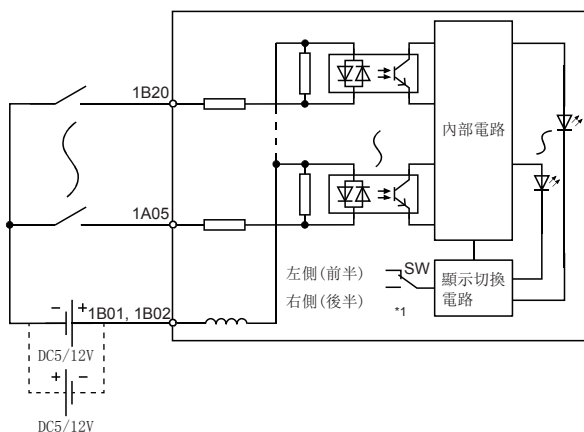 1B20
內部電路
1A05
左側(前半)
SW
顯示切換
電路
右側(後半)
*1
− +
1B01, 1B02
DC5/12V
+ −
DC5/12V